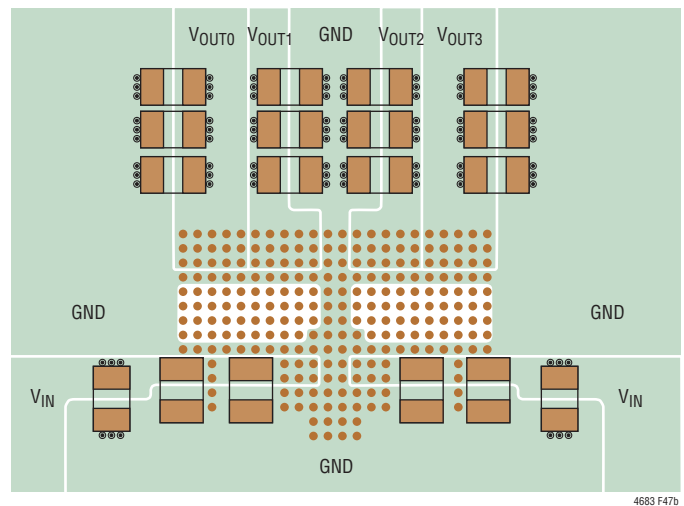 VOUT0 VOUT1 GND VOUT2 VOUT3
GND GND
VIN VIN
GND
4683 F47b